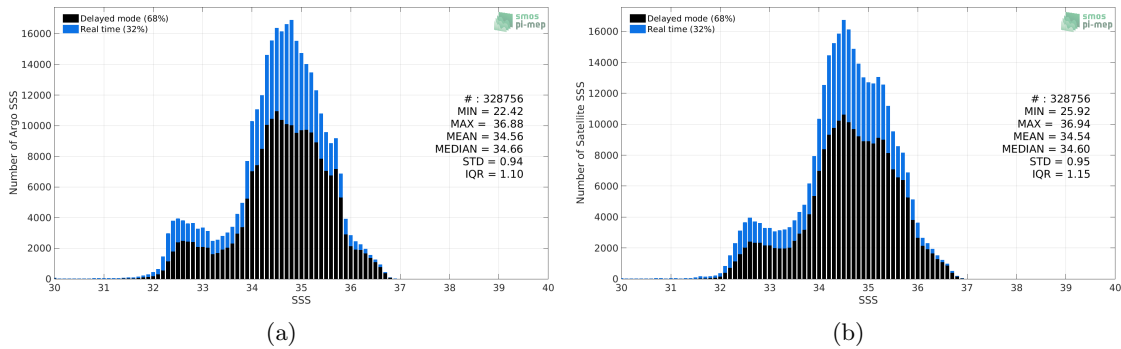 Delayed mode (68%)
Real time (32%)
smos
pi-mep
# : 328756
MIN = 22.42
MAX = 36.88
MEAN = 34.56
MEDIAN = 34.66
STD = 0.94
IQR = 1.10
Number of Argo SSS
16000
14000
12000
10000
8000
6000
4000
2000
0
30 31 32 33 34 35 36 37 38 39 40
SSS
(a)
Delayed mode (68%)
Real time (32%)
smos
pi-mep
# : 328756
MIN = 25.92
MAX = 36.94
MEAN = 34.54
MEDIAN = 34.60
STD = 0.95
IQR = 1.15
Number of Satellite SSS
16000
14000
12000
10000
8000
6000
4000
2000
0
30 31 32 33 34 35 36 37 38 39 40
SSS
(b)